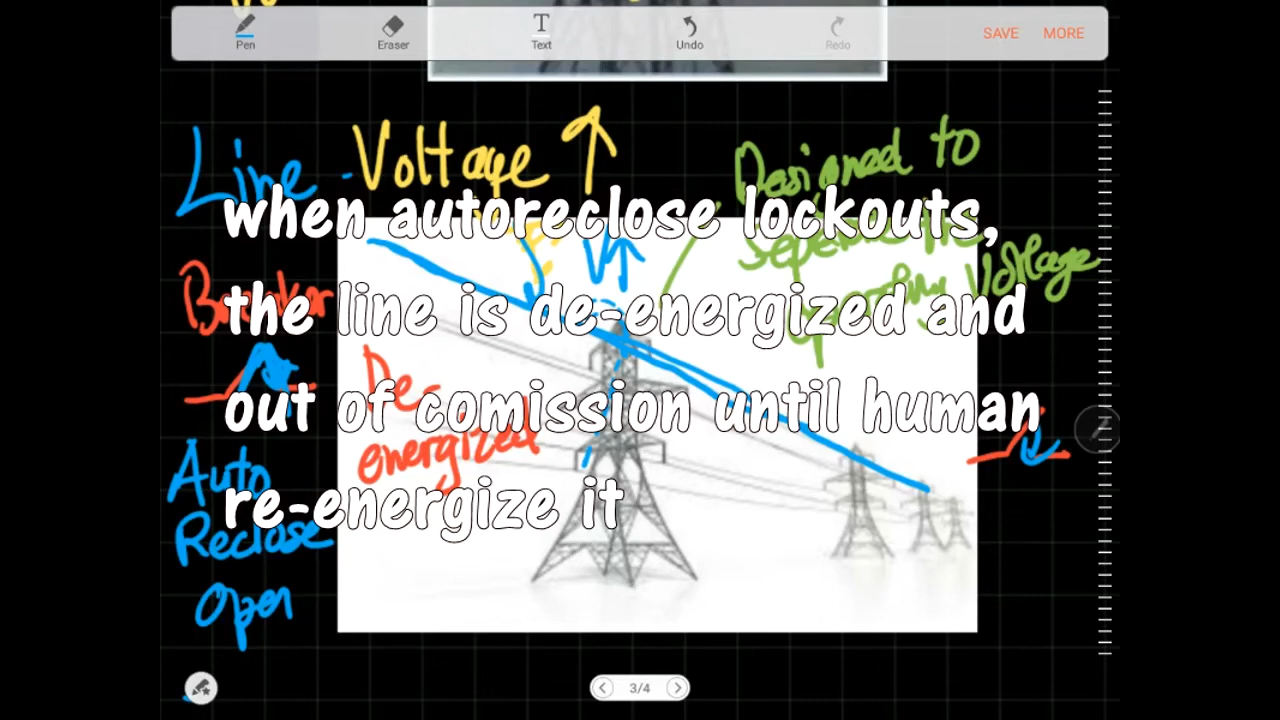 Pen Eraser Text Undo Redo SAVE MORE
Line - Voltage ↑
Designed to
when autoreclose lockouts,
V↑
Voltage
Breaker
the line is de-energized and
De-
out of comission until human
energized
Auto
re-energize it
Reclose
Open
3/4